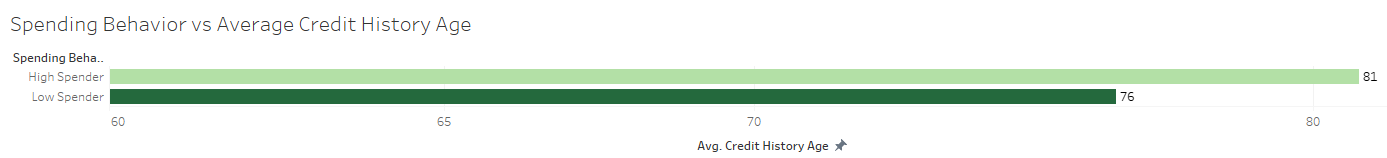 Spending Behavior vs Average Credit History Age
Spending Beha..
High Spender 81
Low Spender 76
60 65 70 80
Avg. Credit History Age